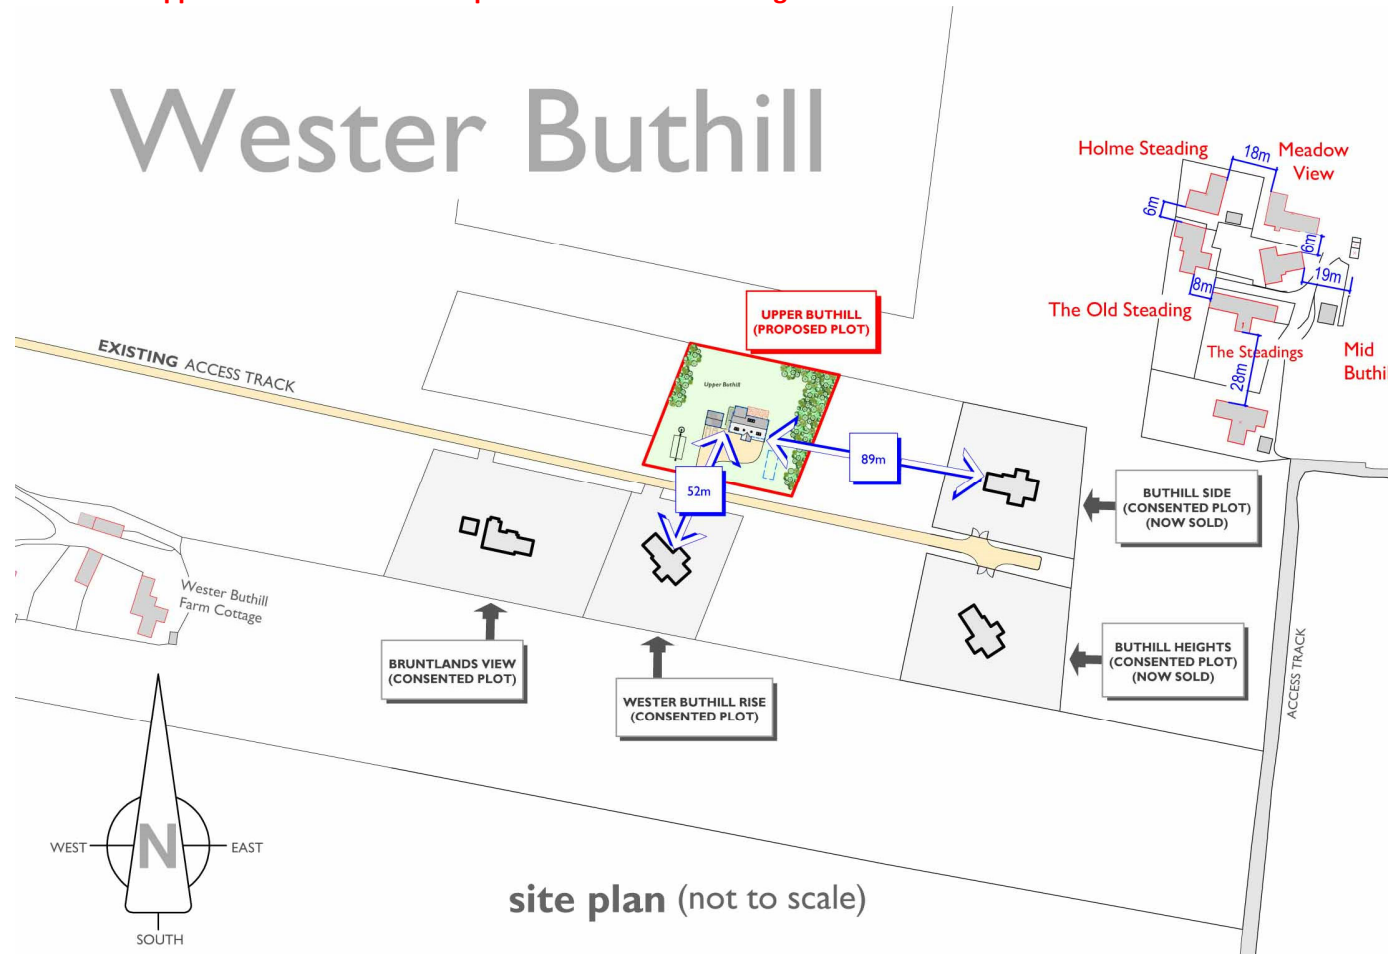 Wester Buthill
Holme Steading
18m
Meadow
View
6m
6m
19m
8m
The Old Steading
The Steadings
Mid
28m
UPPER BUTHILL
(PROPOSED PLOT)
EXISTING ACCESS TRACK
Upper Buthill
89m
52m
BUTHILL SIDE
(CONSENTED PLOT)
(NOW SOLD)
Wester Buthill
Farm Cottage
BRUNTLANDS VIEW
(CONSENTED PLOT)
WESTER BUTHILL RISE
(CONSENTED PLOT)
BUTHILL HEIGHTS
(CONSENTED PLOT)
(NOW SOLD)
ACCESS TRACK
WEST
N
EAST
SOUTH
site plan (not to scale)